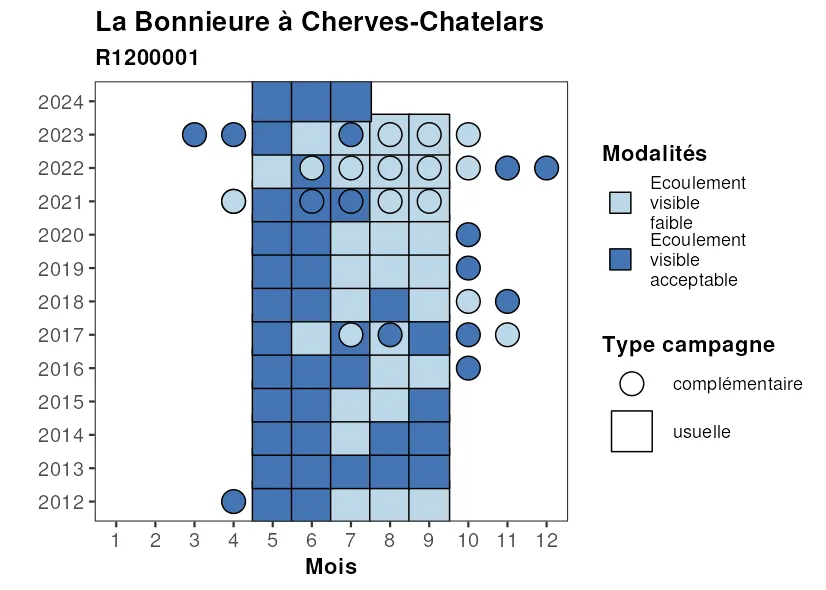 La Bonnieure à Cherves-Chatelars
R1200001
2024
2023
2022
2021
2020
2019
2018
2017
2016
2015
2014
2013
2012
1 2 3 4 5 6 7 8 9 10 11 12
Mois
Modalités
Ecoulement
visible
faible
Ecoulement
visible
acceptable
Type campagne
complémentaire
usuelle